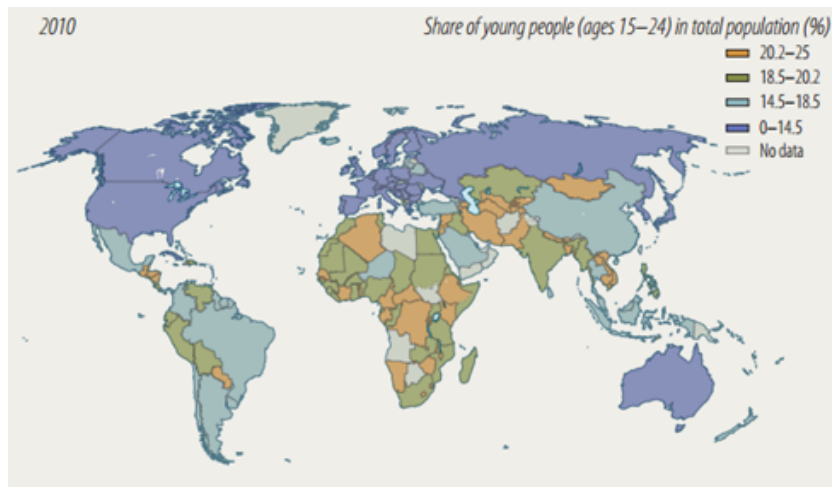 2010
Share of young people (ages 15–24) in total population (%)
20.2–25
18.5–20.2
14.5–18.5
0–14.5
No data